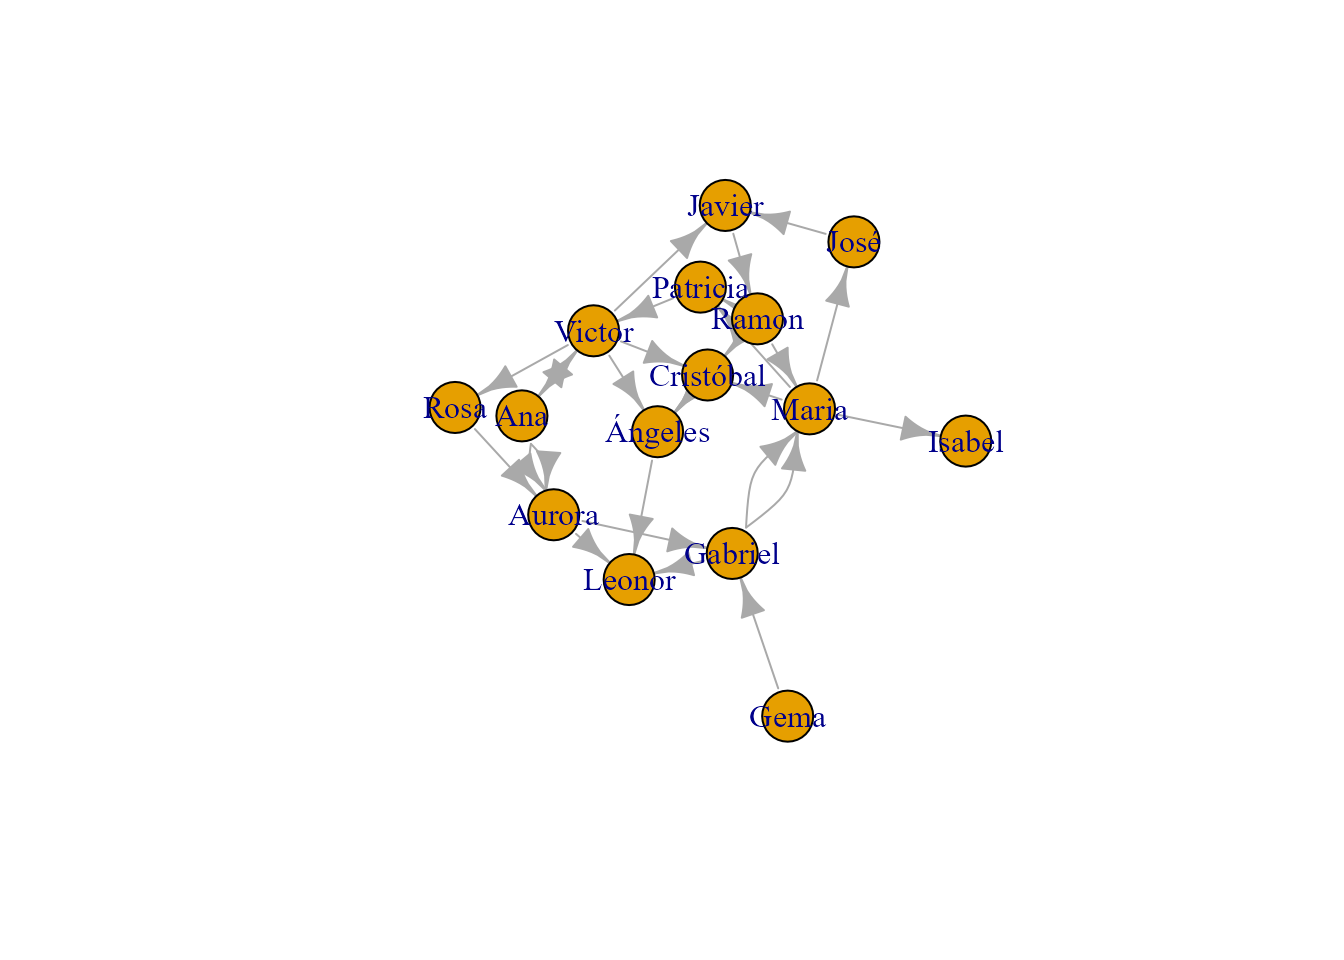 Javier
José
Patricia
Ramon
Victor
Cristóbal
Rosa
Ana
Maria
Ángeles
Isabel
Aurora
Gabriel
Leonor
Gema